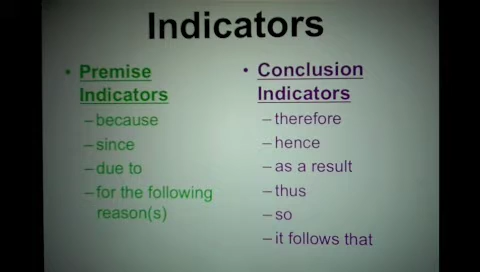 Indicators
• Premise
Indicators
–because
–since
–due to
–for the following
reason(s)
• Conclusion
Indicators
–therefore
–hence
–as a result
–thus
–so
–it follows that